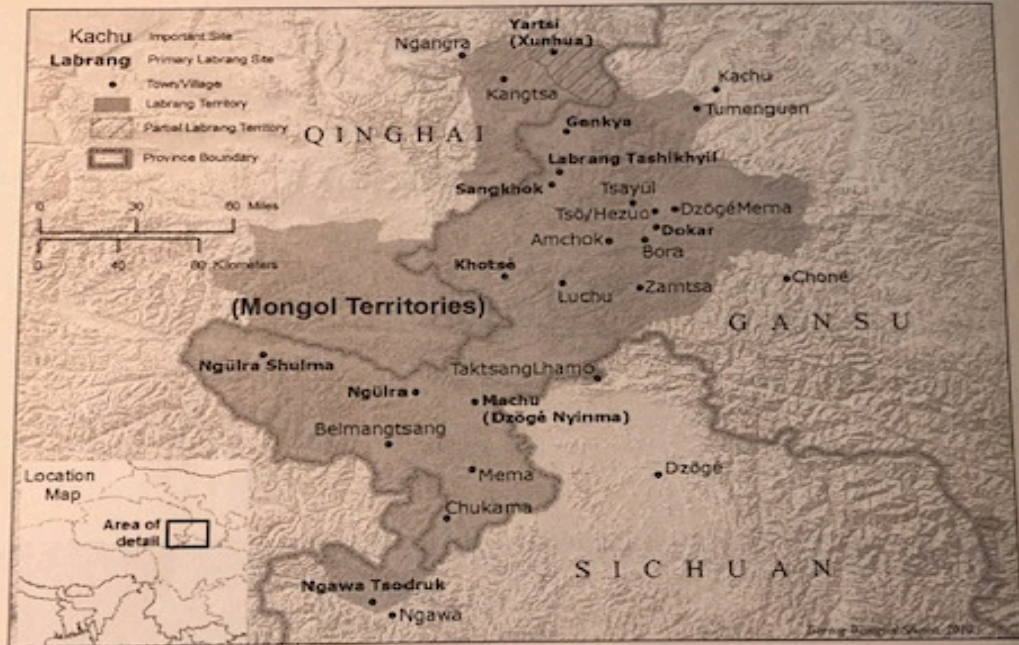 Kachu Important Site
Labrang Primary Labrang Site
Town/Village
Labrang Territory
Partial Labrang Territory
Province Boundary
0 30 60 Miles
0 40 80 Kilometers
Yartsi
(Xunhua)
Ngangra
Kangtsa
Kachu
Tumenguan
QINGHAI
Genkya
Labrang Tashikhyil
Sangkhok
Tsayül
Tsö/Hezuo
DzögéMema
Dokar
Amchok
Bora
Khotsé
Luchu
Zamtsa
Choné
(Mongol Territories)
GANSU
Ngülra Shulma
TaktsangLhamo
Ngülra
Machu
(Dzögé Nyinma)
Belmangtsang
Mema
Dzögé
Chukama
Location
Map
Area of
detail
SICHUAN
Ngawa Tsodruk
Ngawa